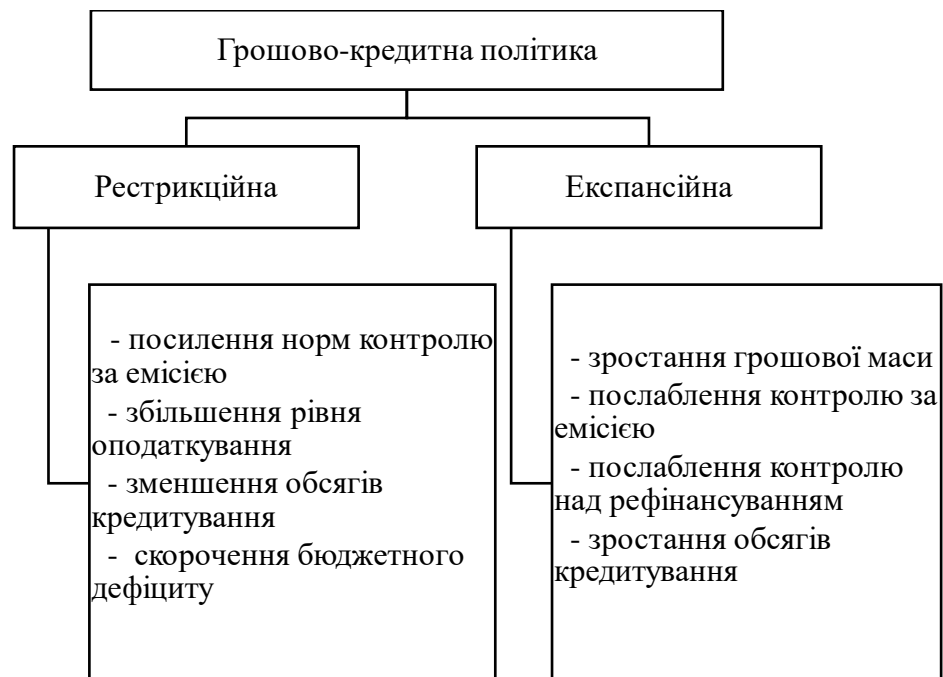 Грошово-кредитна політика
Рестрикційна
Експансійна
- посилення норм контролю
за емісією
- збільшення рівня
оподаткування
- зменшення обсягів
кредитування
- скорочення бюджетного
дефіциту
- зростання грошової маси
- послаблення контролю за
емісією
- послаблення контролю
над рефінансуванням
- зростання обсягів
кредитування